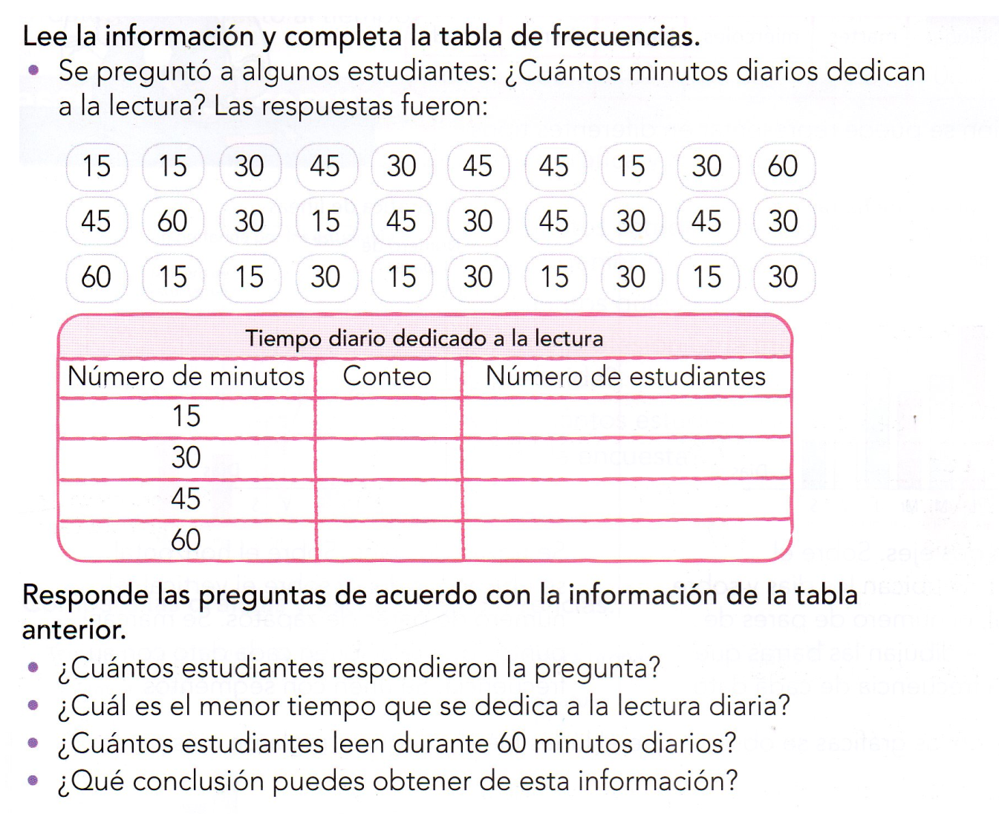 Lee la información y completa la tabla de frecuencias.
• Se preguntó a algunos estudiantes: ¿Cuántos minutos diarios dedican
a la lectura? Las respuestas fueron:
15 15 30 45 30 45 45 15 30 60
45 60 30 15 45 30 45 30 45 30
60 15 15 30 15 30 15 30 15 30
Tiempo diario dedicado a la lectura
Número de minutos Conteo Número de estudiantes
15
30
45
60
Responde las preguntas de acuerdo con la información de la tabla
anterior.
• ¿Cuántos estudiantes respondieron la pregunta?
• ¿Cuál es el menor tiempo que se dedica a la lectura diaria?
• ¿Cuántos estudiantes leen durante 60 minutos diarios?
• ¿Qué conclusión puedes obtener de esta información?